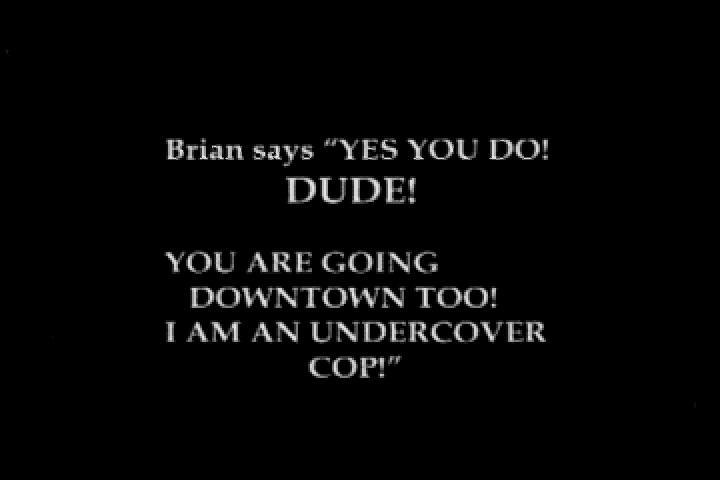 Brian says “YES YOU DO!
DUDE!
YOU ARE GOING
DOWNTOWN TOO!
I AM AN UNDERCOVER
COP!”